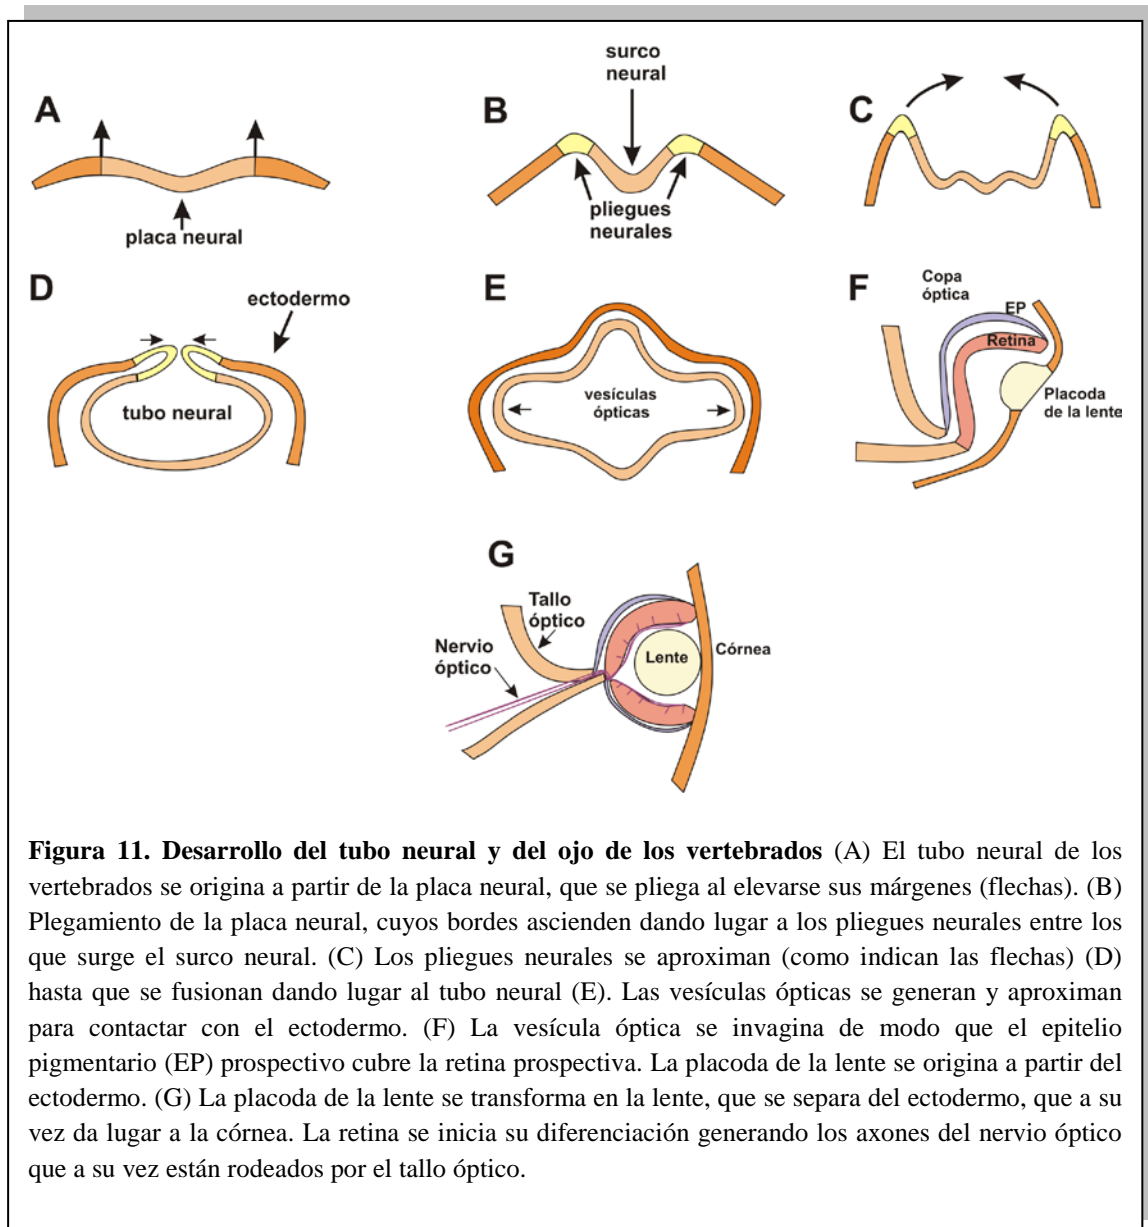 A
placa neural
B
surco
neural
pliegues
neurales
C
D
ectodermo
tubo neural
E
vesículas
ópticas
F
Copa
óptica
EP
Retina
Placoda
de la lente
G
Tallo
óptico
Nervio
óptico
Lente
Córnea
Figura 11. Desarrollo del tubo neural y del ojo de los vertebrados (A) El tubo neural de los
vertebrados se origina a partir de la placa neural, que se pliega al elevarse sus márgenes (flechas). (B)
Plegamiento de la placa neural, cuyos bordes ascienden dando lugar a los pliegues neurales entre los
que surge el surco neural. (C) Los pliegues neurales se aproximan (como indican las flechas) (D)
hasta que se fusionan dando lugar al tubo neural (E). Las vesículas ópticas se generan y aproximan
para contactar con el ectodermo. (F) La vesícula óptica se invagina de modo que el epitelio
pigmentario (EP) prospectivo cubre la retina prospectiva. La placoda de la lente se origina a partir del
ectodermo. (G) La placoda de la lente se transforma en la lente, que se separa del ectodermo, que a su
vez da lugar a la córnea. La retina se inicia su diferenciación generando los axones del nervio óptico
que a su vez están rodeados por el tallo óptico.